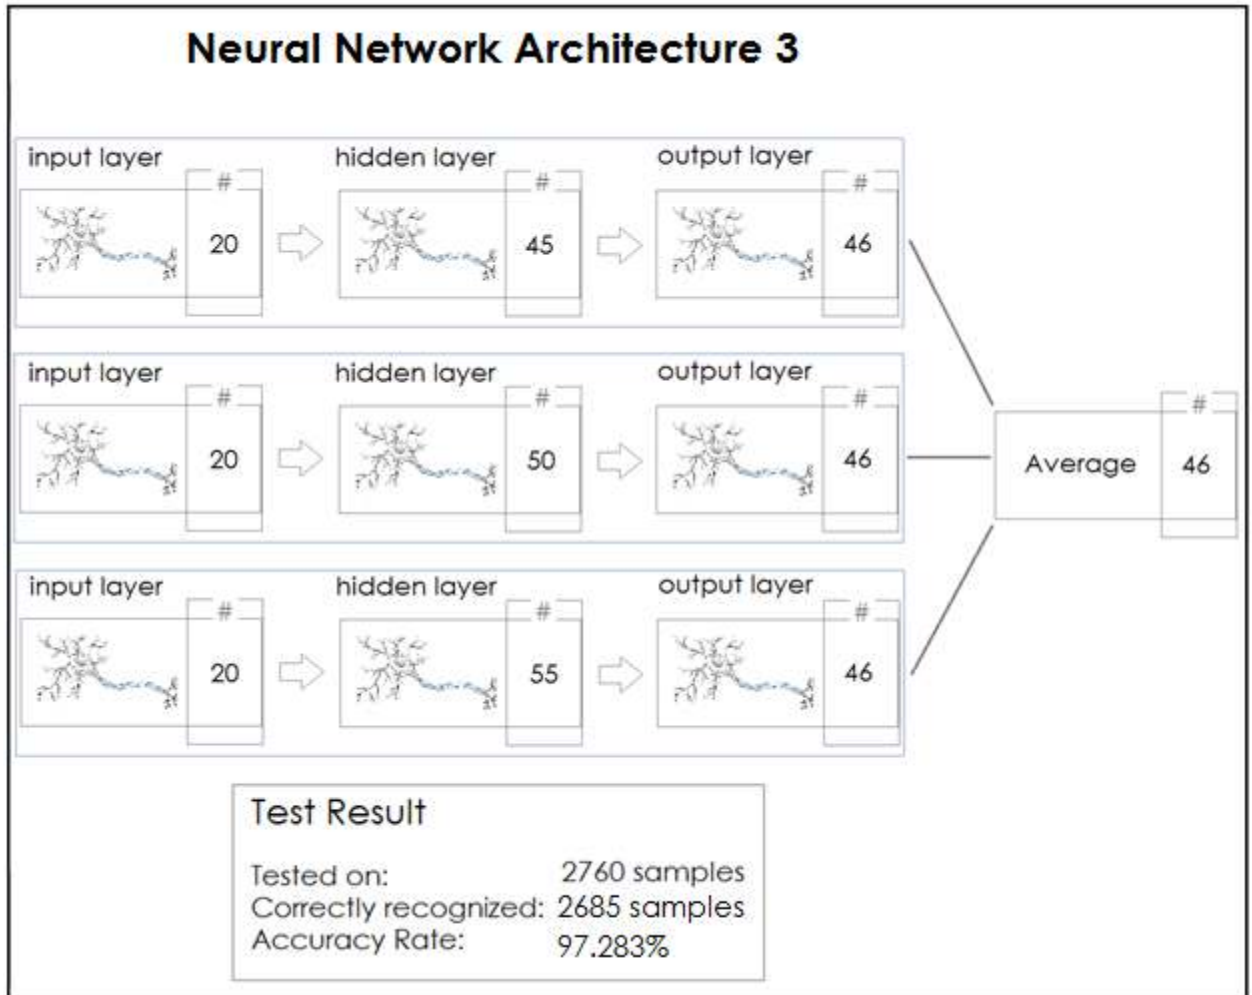 Neural Network Architecture 3
input layer hidden layer output layer
# # #
20 45 46
input layer hidden layer output layer
# # #
20 50 46
#
Average 46
input layer hidden layer output layer
# # #
20 55 46
Test Result
Tested on: 2760 samples
Correctly recognized: 2685 samples
Accuracy Rate: 97.283%